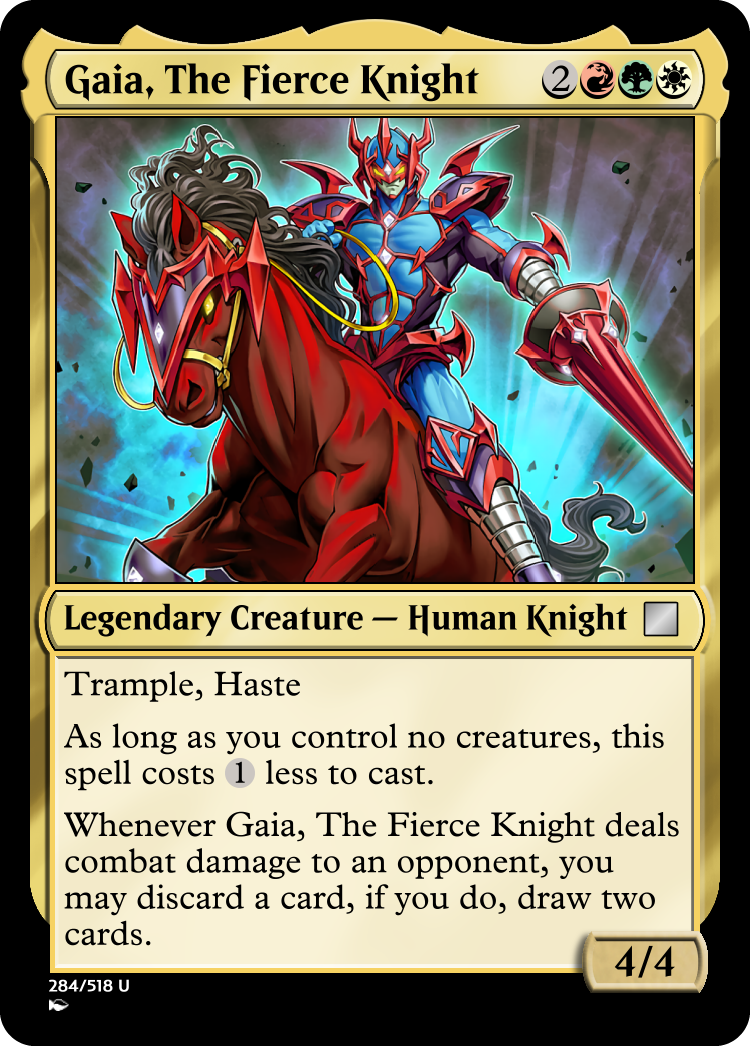 Gaia, The Fierce Knight 2
Legendary Creature — Human Knight
Trample, Haste
As long as you control no creatures, this
spell costs 1 less to cast.
Whenever Gaia, The Fierce Knight deals
combat damage to an opponent, you
may discard a card, if you do, draw two
cards.
4/4
284/518 U